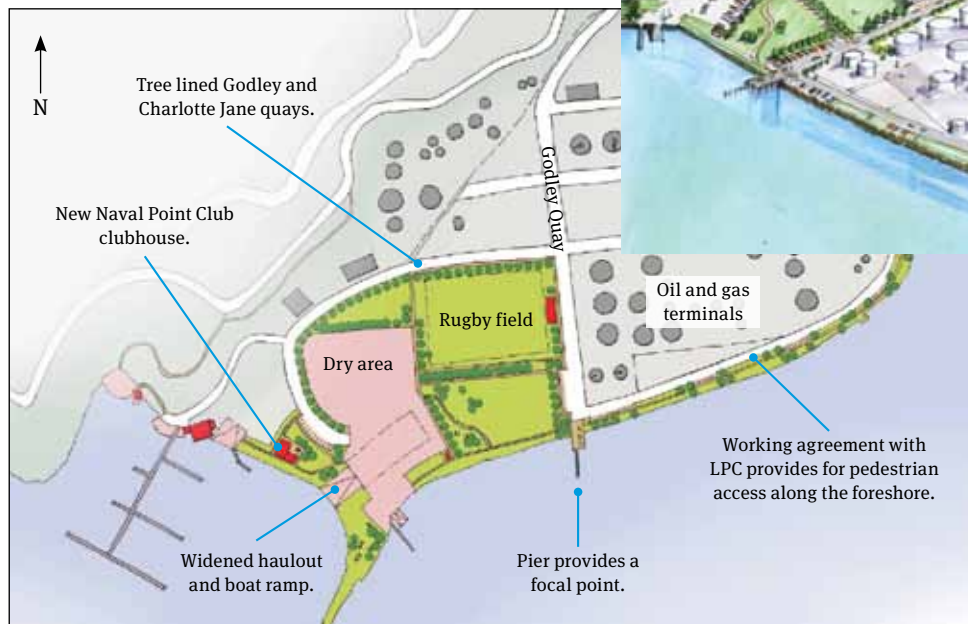 N
Tree lined Godley and
Charlotte Jane quays.
New Naval Point Club
clubhouse.
Godley Quay
Rugby field
Oil and gas
terminals
Dry area
Working agreement with
LPC provides for pedestrian
access along the foreshore.
Widened haulout
and boat ramp.
Pier provides a
focal point.